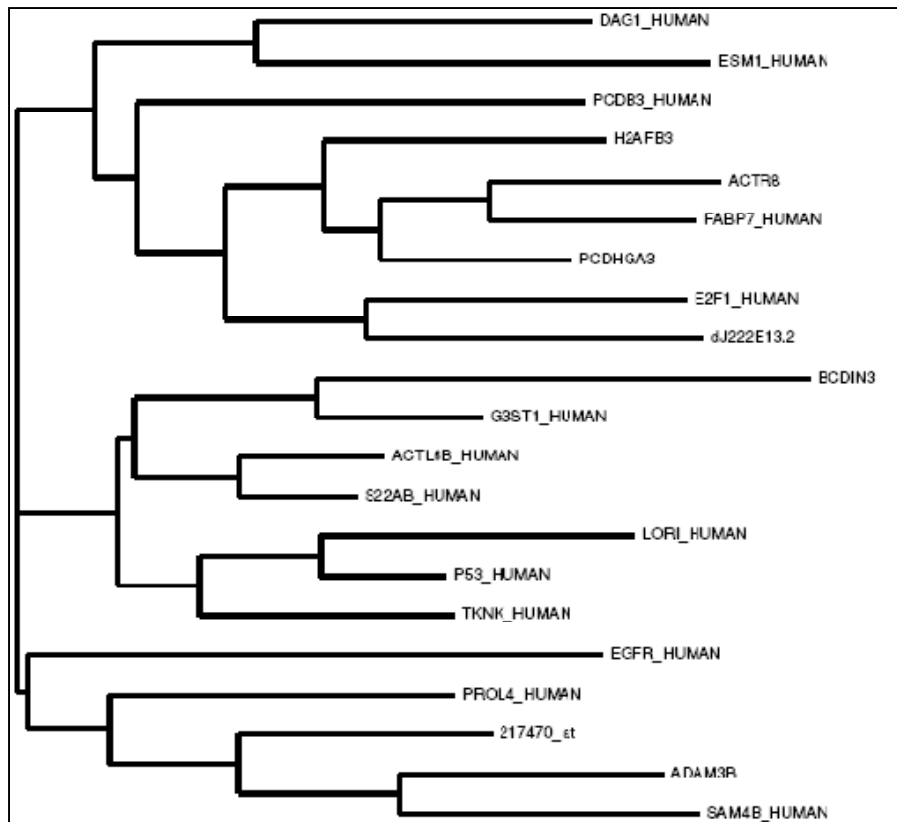 DAG1_HUMAN
ESM1_HUMAN
PCDB3_HUMAN
H2AFB3
ACTR8
FABP7_HUMAN
PCDHGA3
E2F1_HUMAN
dJ222E13.2
BCDIN3
G3ST1_HUMAN
ACTL6B_HUMAN
S22AB_HUMAN
LORI_HUMAN
P53_HUMAN
TKNK_HUMAN
EGFR_HUMAN
PROL4_HUMAN
217470_at
ADAM3B
SAM4B_HUMAN